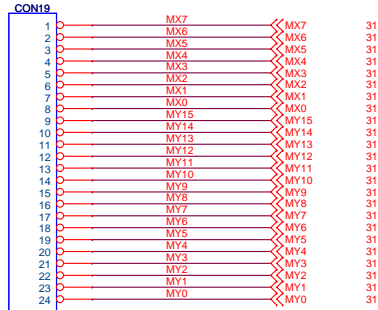 CON19
1 MX7 MX7 31
2 MX6 MX6 31
3 MX5 MX5 31
4 MX4 MX4 31
5 MX3 MX3 31
6 MX2 MX2 31
7 MX1 MX1 31
8 MX0 MX0 31
9 MY15 MY15 31
10 MY14 MY14 31
11 MY13 MY13 31
12 MY12 MY12 31
13 MY11 MY11 31
14 MY10 MY10 31
15 MY9 MY9 31
16 MY8 MY8 31
17 MY7 MY7 31
18 MY6 MY6 31
19 MY5 MY5 31
20 MY4 MY4 31
21 MY3 MY3 31
22 MY2 MY2 31
23 MY1 MY1 31
24 MY0 MY0 31